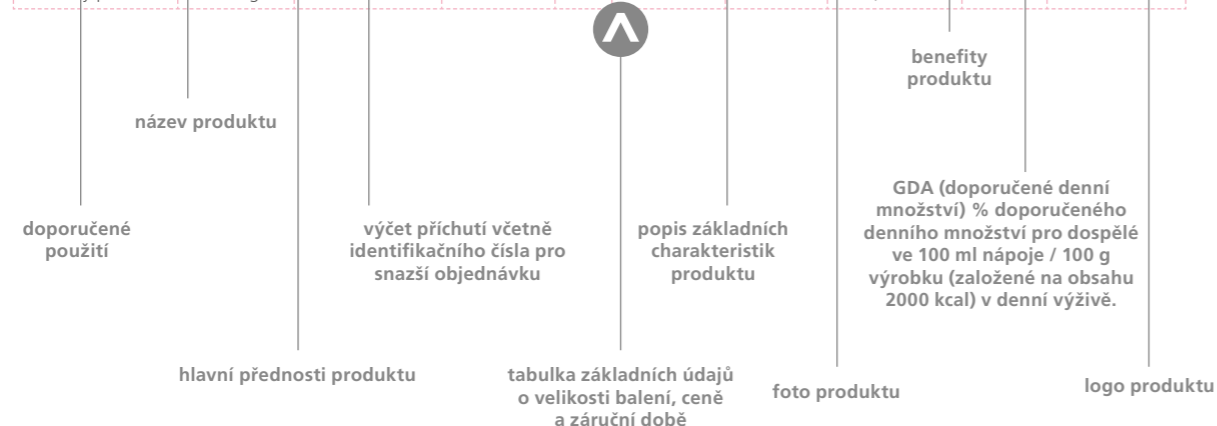 benefity
produktu
název produktu
GDA (doporučené denní
množství) % doporučeného
denního množství pro dospělé
ve 100 ml nápoje / 100 g
výrobku (založené na obsahu
2000 kcal) v denní výživě.
doporučené
použití
výčet příchutí včetně
identifikačního čísla pro
snazší objednávku
popis základních
charakteristik
produktu
hlavní přednosti produktu
tabulka základních údajů
o velikosti balení, ceně
a záruční době
foto produktu
logo produktu